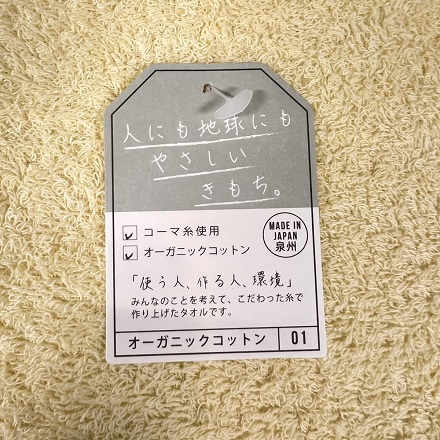 人にも地球にも
やさしい
きもち。
コーマ糸使用
オーガニックコットン
MADE IN
JAPAN
泉州
「使う人、作る人、環境」
みんなのことを考えて、こだわった糸で
作り上げたタオルです。
オーガニックコットン
01